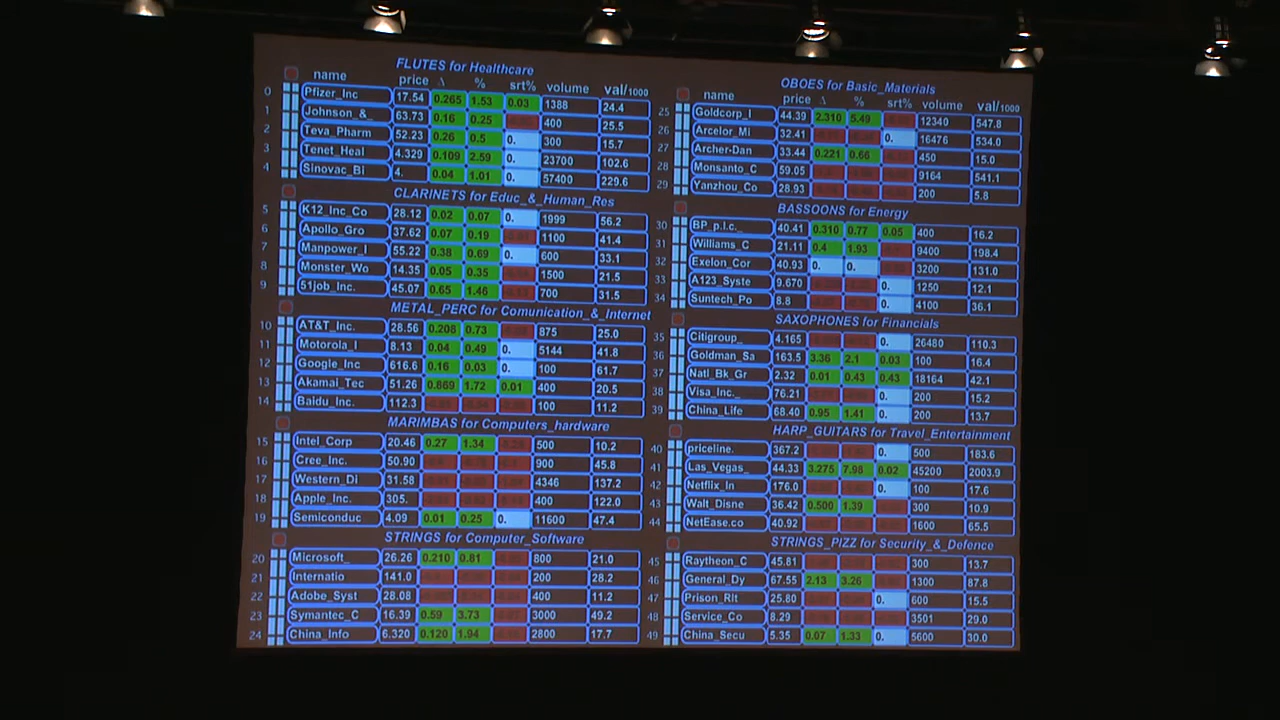 FLUTES for Healthcare
name price Δ % srt% volume val/1000
0 Pfizer_Inc 17.54 0.265 1.53 0.03 1388 24.4
1 Johnson_&_ 63.73 0.16 0.25 400 25.5
2 Teva_Pharm 52.23 0.26 0.5 0. 300 15.7
3 Tenet_Heal 4.329 0.109 2.59 0. 23700 102.6
4 Sinovac_Bi 4. 0.04 1.01 0. 57400 229.6
CLARINETS for Educ_&_Human_Res
5 K12_Inc_Co 28.12 0.02 0.07 0. 1999 56.2
6 Apollo_Gro 37.62 0.07 0.19 1100 41.4
7 Manpower_I 55.22 0.38 0.69 0. 600 33.1
8 Monster_Wo 14.35 0.05 0.35 1500 21.5
9 51job_Inc. 45.07 0.65 1.46 700 31.5
METAL_PERC for Comunication_&_Internet
10 AT&T_Inc. 28.56 0.208 0.73 875 25.0
11 Motorola_I 8.13 0.04 0.49 0. 5144 41.8
12 Google_Inc 616.6 0.16 0.03 0. 100 61.7
13 Akamai_Tec 51.26 0.869 1.72 0.01 400 20.5
14 Baidu_Inc. 112.3 100 11.2
MARIMBAS for Computers_hardware
15 Intel_Corp 20.46 0.27 1.34 500 10.2
16 Cree_Inc. 50.90 900 45.8
17 Western_Di 31.58 4346 137.2
18 Apple_Inc. 305. 400 122.0
19 Semiconduc 4.09 0.01 0.25 0. 11600 47.4
STRINGS for Computer_Software
20 Microsoft_ 26.26 0.210 0.81 800 21.0
21 Internatio 141.0 200 28.2
22 Adobe_Syst 28.08 400 11.2
23 Symantec_C 16.39 0.59 3.73 3000 49.2
24 China_Info 6.320 0.120 1.94 2800 17.7
OBOES for Basic_Materials
name price Δ % srt% volume val/1000
25 Goldcorp_I 44.39 2.310 5.49 12340 547.8
26 Arcelor_Mi 32.41 0. 16476 534.0
27 Archer-Dan 33.44 0.221 0.66 450 15.0
28 Monsanto_C 59.05 9164 541.1
29 Yanzhou_Co 28.93 200 5.8
BASSOONS for Energy
30 BP_p.l.c._ 40.41 0.310 0.77 0.05 400 16.2
31 Williams_C 21.11 0.4 1.93 9400 198.4
32 Exelon_Cor 40.93 0. 0. 3200 131.0
33 A123_Syste 9.670 0. 1250 12.1
34 Suntech_Po 8.8 0. 4100 36.1
SAXOPHONES for Financials
35 Citigroup_ 4.165 0. 26480 110.3
36 Goldman_Sa 163.5 3.36 2.1 0.03 100 16.4
37 Natl_Bk_Gr 2.32 0.01 0.43 0.43 18164 42.1
38 Visa_Inc._ 76.21 0. 200 15.2
39 China_Life 68.40 0.95 1.41 0. 200 13.7
HARP_GUITARS for Travel_Entertainment
40 priceline. 367.2 0. 500 183.6
41 Las_Vegas_ 44.33 3.275 7.98 0.02 45200 2003.9
42 Netflix_In 176.0 0. 100 17.6
43 Walt_Disne 36.42 0.500 1.39 300 10.9
44 NetEase.co 40.92 1600 65.5
STRINGS_PIZZ for Security_&_Defence
45 Raytheon_C 45.81 300 13.7
46 General_Dy 67.55 2.13 3.26 1300 87.8
47 Prison_Rlt 25.80 0. 600 15.5
48 Service_Co 8.29 3501 29.0
49 China_Secu 5.35 0.07 1.33 0. 5600 30.0